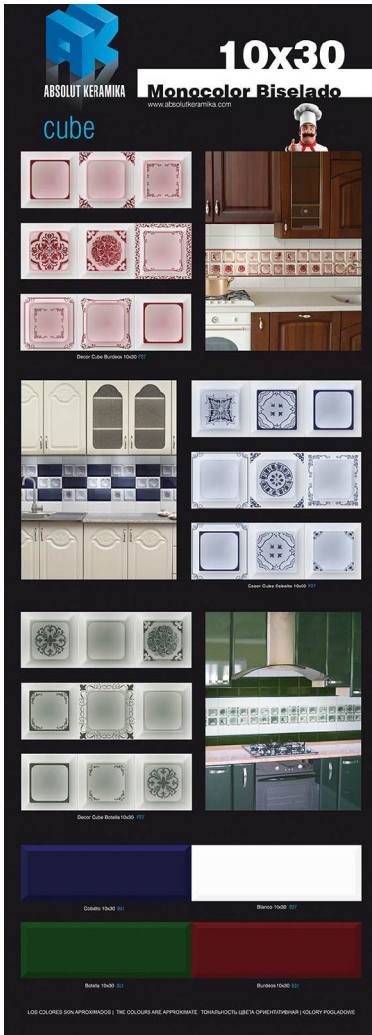 10x30
ABSOLUT KERAMIKA
Monocolor Biselado
www.absolutkeramika.com
cube
Decor Cube Burdeos 10x30
Decor Cube Cobalto 10x30
Decor Cube Botella 10x30
Cobalto 10x30
Blanco 10x30
Botella 10x30
Burdeos 10x30
LOS COLORES SON APROXIMADOS | THE COLOURS ARE APPROXIMATE ТОНАЛЬНОСТЬ ЦВЕТА ОРИЕНТАТИВНАЯ | KOLORY POGLADOWE